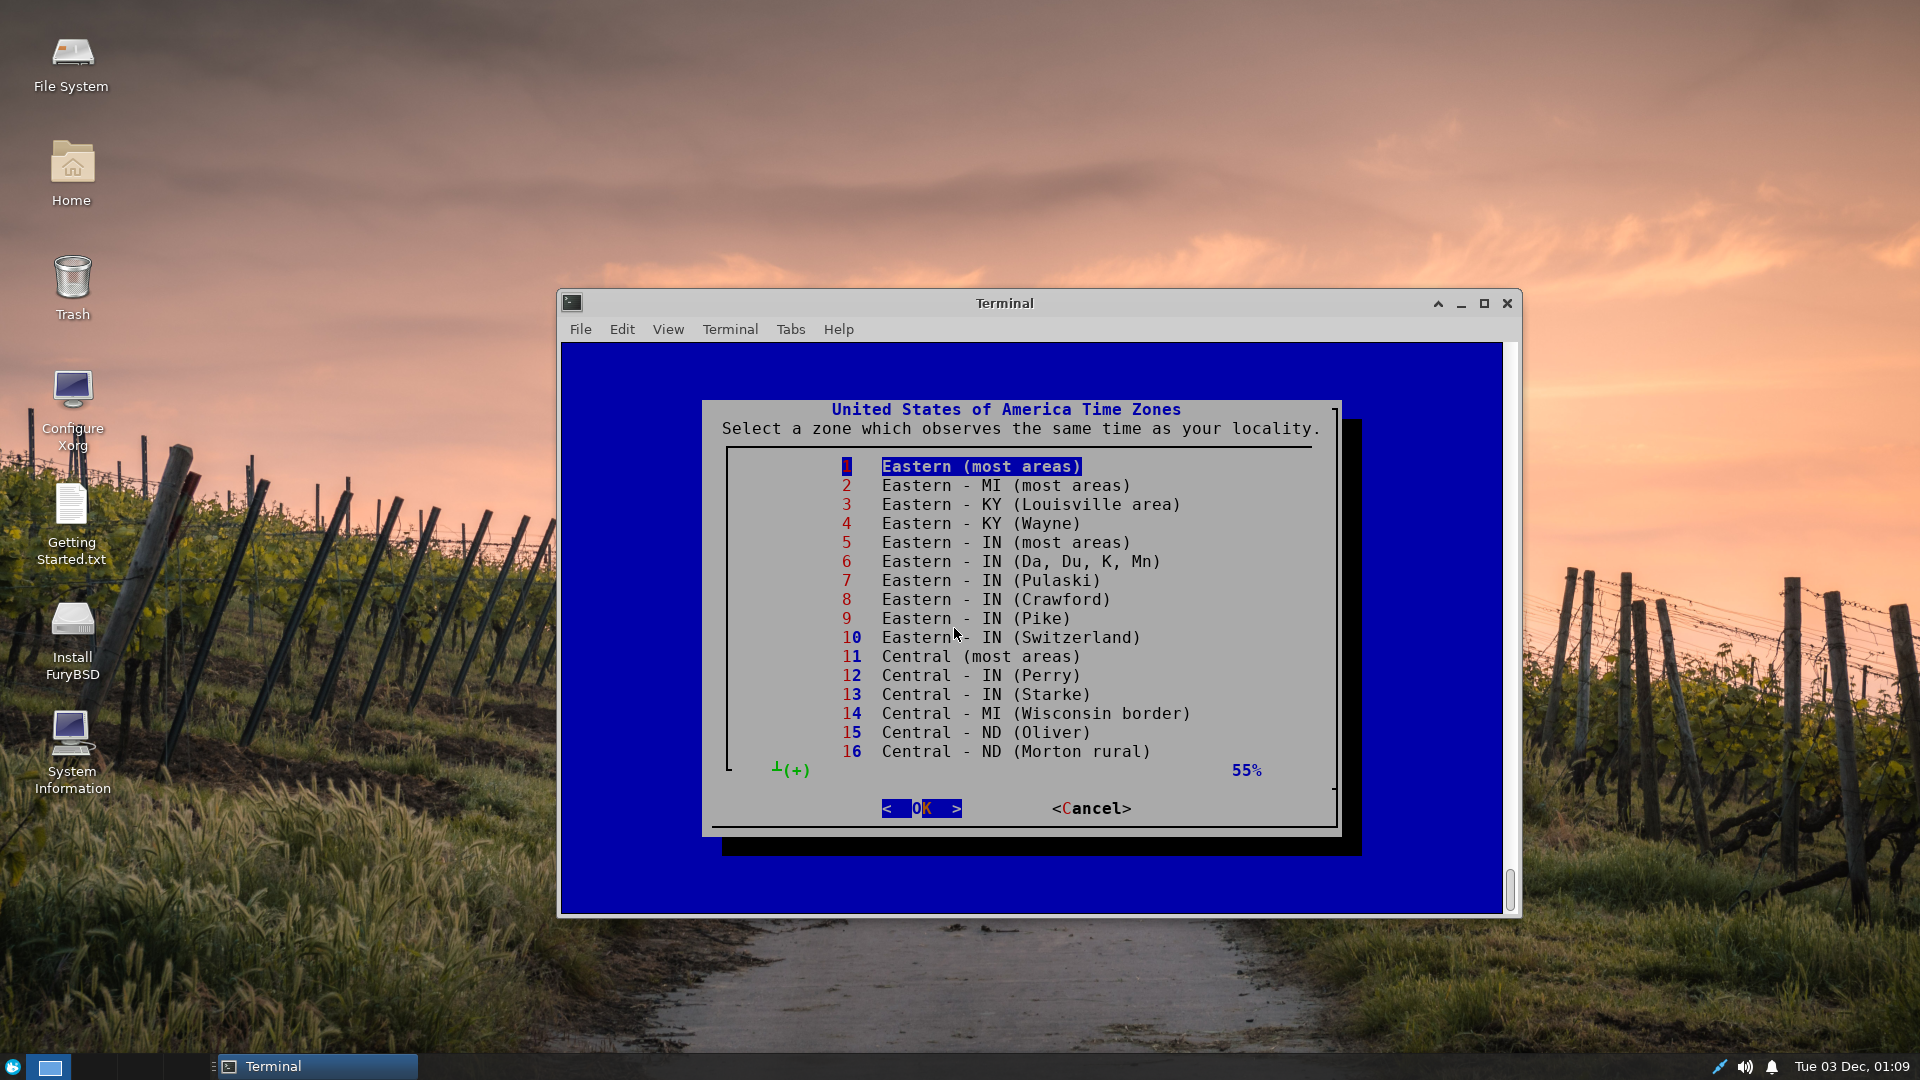 File System
Home
Trash
Configure
Xorg
Getting
Started.txt
Install
FuryBSD
System
Information
Terminal
File Edit View Terminal Tabs Help
United States of America Time Zones
Select a zone which observes the same time as your locality.
1 Eastern (most areas)
2 Eastern - MI (most areas)
3 Eastern - KY (Louisville area)
4 Eastern - KY (Wayne)
5 Eastern - IN (most areas)
6 Eastern - IN (Da, Du, K, Mn)
7 Eastern - IN (Pulaski)
8 Eastern - IN (Crawford)
9 Eastern - IN (Pike)
10 Eastern - IN (Switzerland)
11 Central (most areas)
12 Central - IN (Perry)
13 Central - IN (Starke)
14 Central - MI (Wisconsin border)
15 Central - ND (Oliver)
16 Central - ND (Morton rural)
┴(+) 55%
< OK > <Cancel>
Terminal
Tue 03 Dec, 01:09